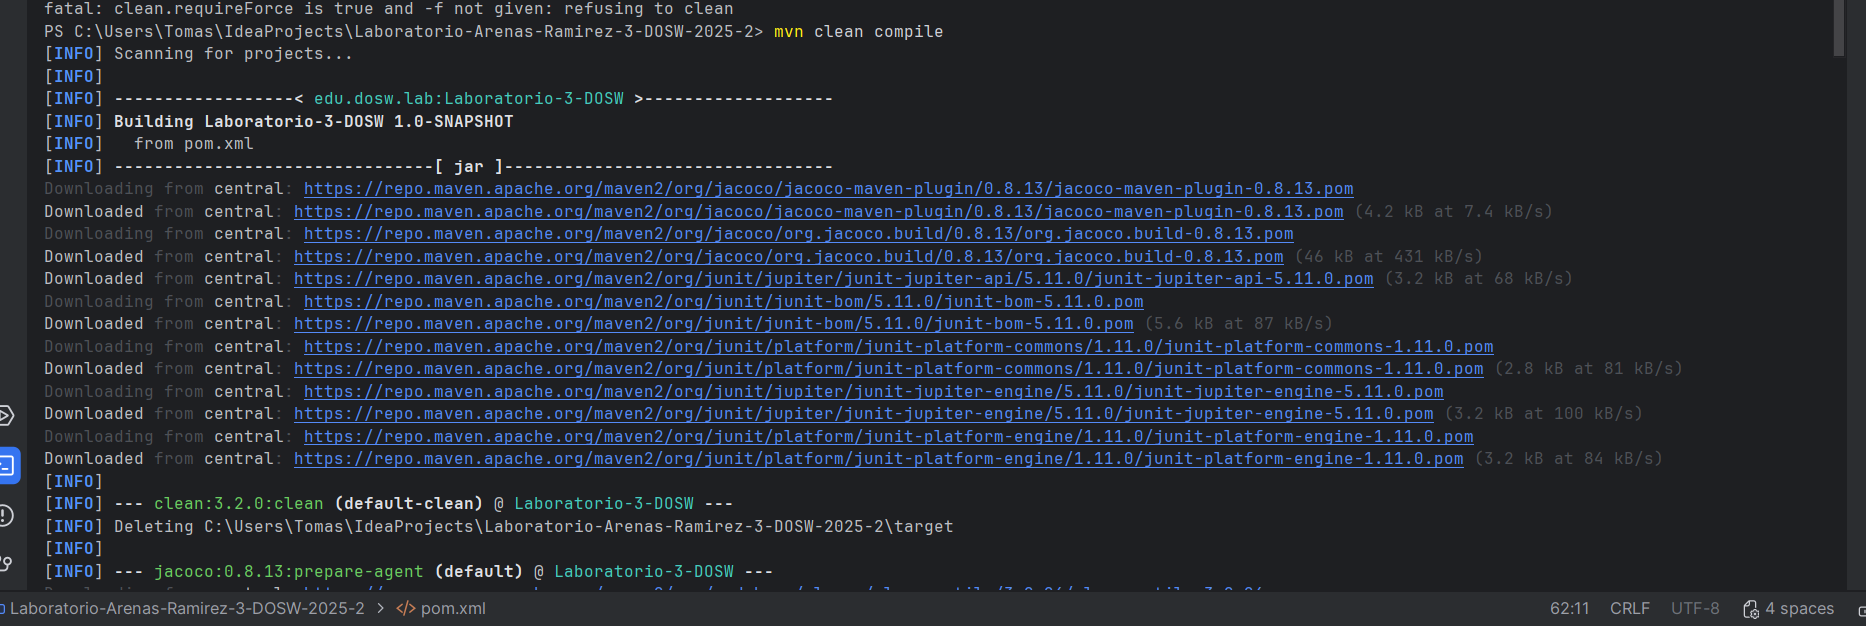 fatal: clean.requireForce is true and -f not given: refusing to clean
PS C:\Users\Tomas\IdeaProjects\Laboratorio-Arenas-Ramirez-3-DOSW-2025-2> mvn clean compile
[INFO] Scanning for projects...
[INFO]
[INFO] ------------------< edu.dosw.lab:Laboratorio-3-DOSW >-------------------
[INFO] Building Laboratorio-3-DOSW 1.0-SNAPSHOT
[INFO]   from pom.xml
[INFO] --------------------------------[ jar ]---------------------------------
Downloading from central: https://repo.maven.apache.org/maven2/org/jacoco/jacoco-maven-plugin/0.8.13/jacoco-maven-plugin-0.8.13.pom
Downloaded from central: https://repo.maven.apache.org/maven2/org/jacoco/jacoco-maven-plugin/0.8.13/jacoco-maven-plugin-0.8.13.pom (4.2 kB at 7.4 kB/s)
Downloading from central: https://repo.maven.apache.org/maven2/org/jacoco/org.jacoco.build/0.8.13/org.jacoco.build-0.8.13.pom
Downloaded from central: https://repo.maven.apache.org/maven2/org/jacoco/org.jacoco.build/0.8.13/org.jacoco.build-0.8.13.pom (46 kB at 431 kB/s)
Downloaded from central: https://repo.maven.apache.org/maven2/org/junit/jupiter/junit-jupiter-api/5.11.0/junit-jupiter-api-5.11.0.pom (3.2 kB at 68 kB/s)
Downloading from central: https://repo.maven.apache.org/maven2/org/junit/junit-bom/5.11.0/junit-bom-5.11.0.pom
Downloaded from central: https://repo.maven.apache.org/maven2/org/junit/junit-bom/5.11.0/junit-bom-5.11.0.pom (5.6 kB at 87 kB/s)
Downloading from central: https://repo.maven.apache.org/maven2/org/junit/platform/junit-platform-commons/1.11.0/junit-platform-commons-1.11.0.pom
Downloaded from central: https://repo.maven.apache.org/maven2/org/junit/platform/junit-platform-commons/1.11.0/junit-platform-commons-1.11.0.pom (2.8 kB at 81 kB/s)
Downloading from central: https://repo.maven.apache.org/maven2/org/junit/jupiter/junit-jupiter-engine/5.11.0/junit-jupiter-engine-5.11.0.pom
Downloaded from central: https://repo.maven.apache.org/maven2/org/junit/jupiter/junit-jupiter-engine/5.11.0/junit-jupiter-engine-5.11.0.pom (3.2 kB at 100 kB/s)
Downloading from central: https://repo.maven.apache.org/maven2/org/junit/platform/junit-platform-engine/1.11.0/junit-platform-engine-1.11.0.pom
Downloaded from central: https://repo.maven.apache.org/maven2/org/junit/platform/junit-platform-engine/1.11.0/junit-platform-engine-1.11.0.pom (3.2 kB at 84 kB/s)
[INFO]
[INFO] --- clean:3.2.0:clean (default-clean) @ Laboratorio-3-DOSW ---
[INFO] Deleting C:\Users\Tomas\IdeaProjects\Laboratorio-Arenas-Ramirez-3-DOSW-2025-2\target
[INFO]
[INFO] --- jacoco:0.8.13:prepare-agent (default) @ Laboratorio-3-DOSW ---
Laboratorio-Arenas-Ramirez-3-DOSW-2025-2 > </> pom.xml
62:11 CRLF UTF-8 4 spaces